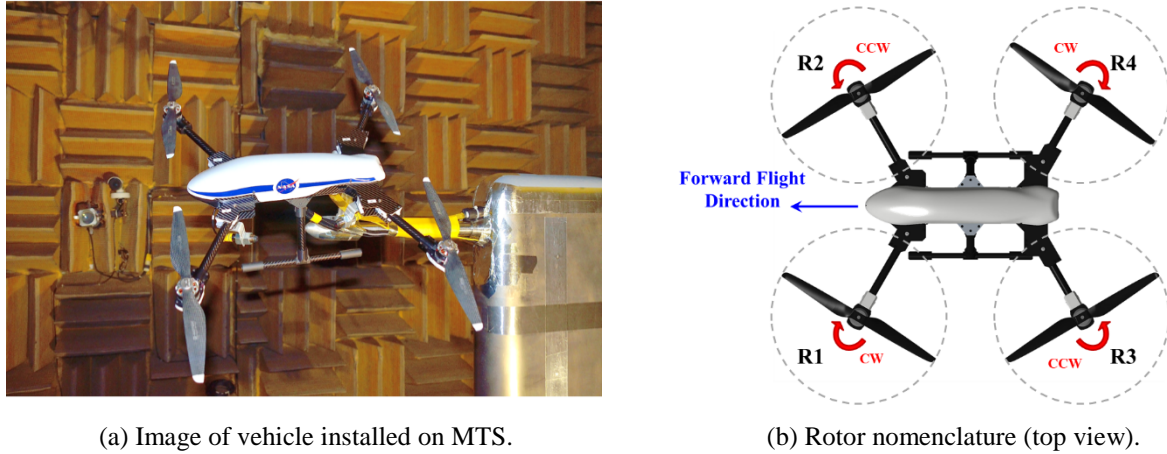 NASA
R2
CCW
CW
R4
Forward Flight
Direction
R1
CW
CCW
R3
(a) Image of vehicle installed on MTS.
(b) Rotor nomenclature (top view).